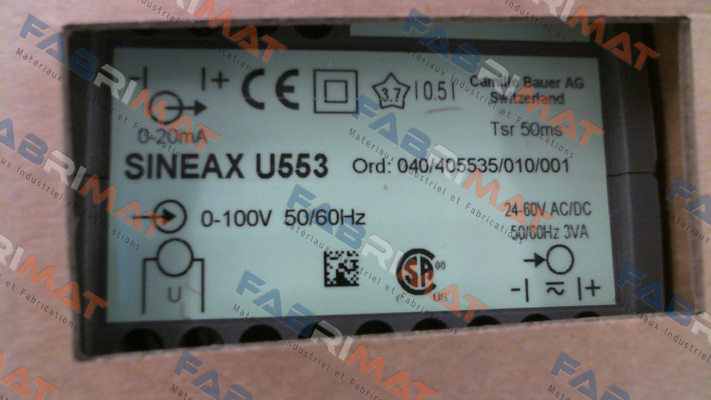 -| |+
CE
3.7
0.5
Camille Bauer AG
Switzerland
0-20mA
Tsr 50ms
SINEAX U553 Ord: 040/405535/010/001
0-100V 50/60Hz
24-60V AC/DC
50/60Hz 3VA
U
-| |+
FABRIMAT
Matériaux Industriel et Fabrications